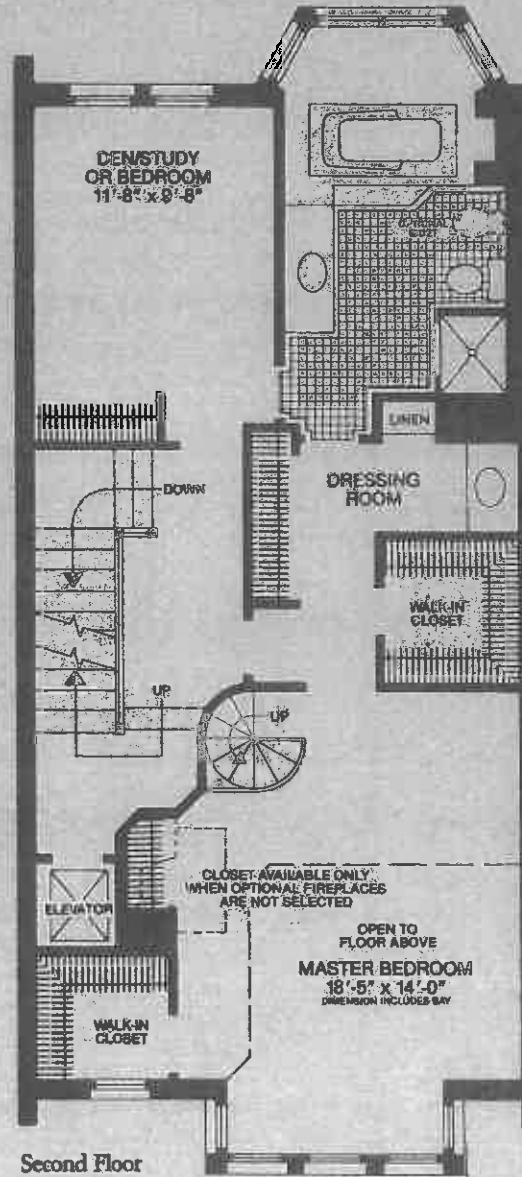 DEN/STUDY
OR BEDROOM
11'-8" x 9'-8"
OPTIONAL
BIDET
LINEN
DOWN
DRESSING
ROOM
WALK-IN
CLOSET
UP
UP
CLOSET AVAILABLE ONLY
WHEN OPTIONAL FIREPLACES
ARE NOT SELECTED
ELEVATOR
OPEN TO
FLOOR ABOVE
MASTER BEDROOM
18'-5" x 14'-0"
DIMENSION INCLUDES BAY
WALK-IN
CLOSET
Second Floor